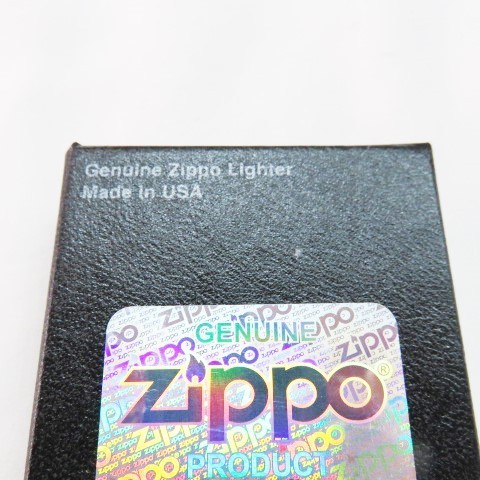 Genuine Zippo Lighter
Made in USA
GENUINE
zippo®
PRODUCT